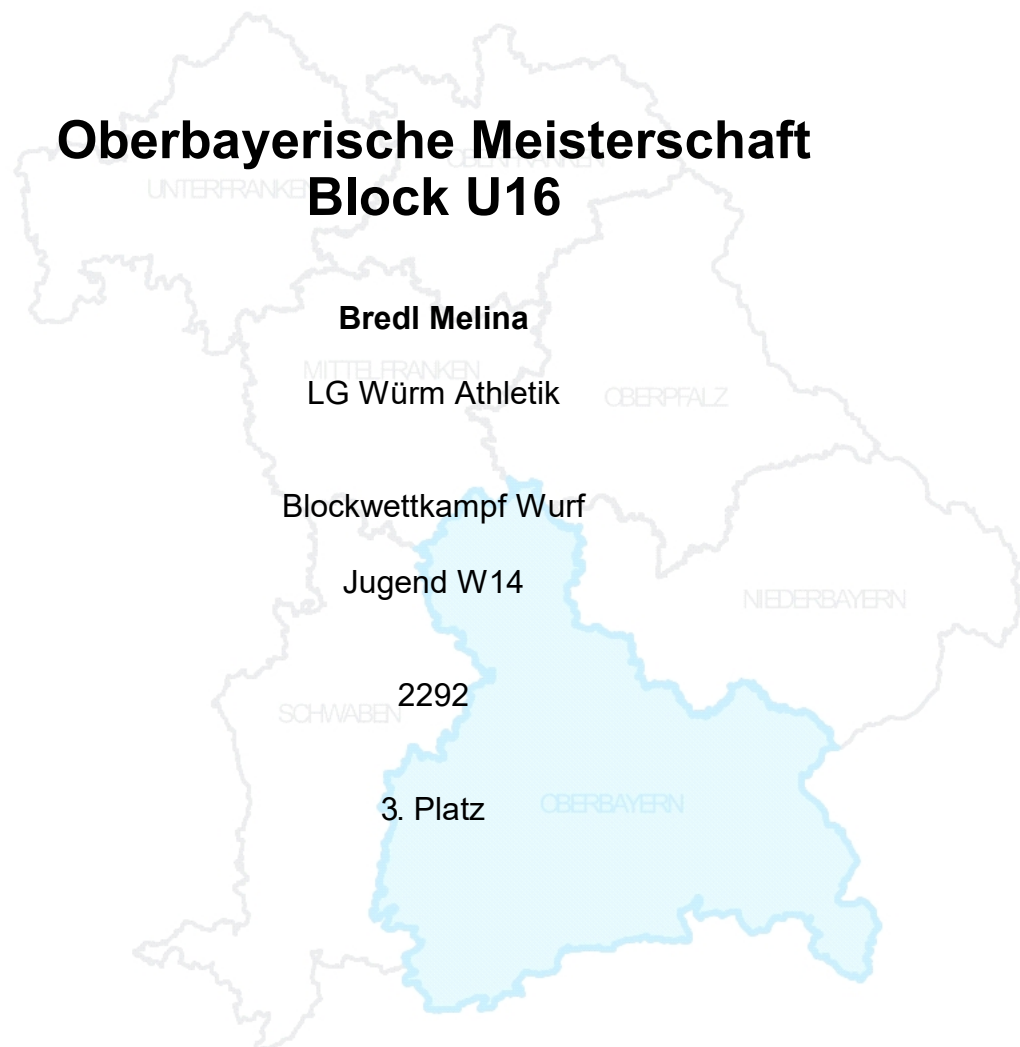 Oberbayerische Meisterschaft
OBERFRANKEN
UNTERFRANKEN
Block U16
Bredl Melina
MITTELFRANKEN
LG Würm Athletik
OBERPFALZ
Blockwettkampf Wurf
Jugend W14
NIEDERBAYERN
2292
SCHWABEN
3. Platz
OBERBAYERN